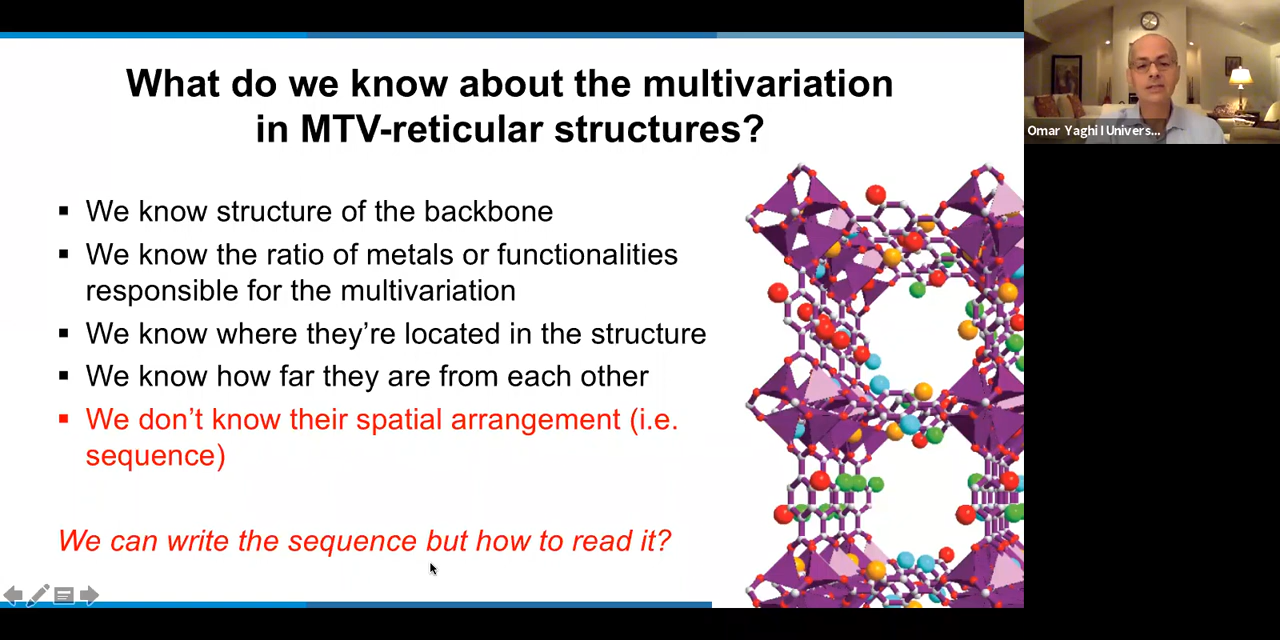 What do we know about the multivariation
in MTV-reticular structures?
▪ We know structure of the backbone
▪ We know the ratio of metals or functionalities
responsible for the multivariation
▪ We know where they’re located in the structure
▪ We know how far they are from each other
▪ We don’t know their spatial arrangement (i.e.
sequence)
We can write the sequence but how to read it?
Omar Yaghi I Univers...